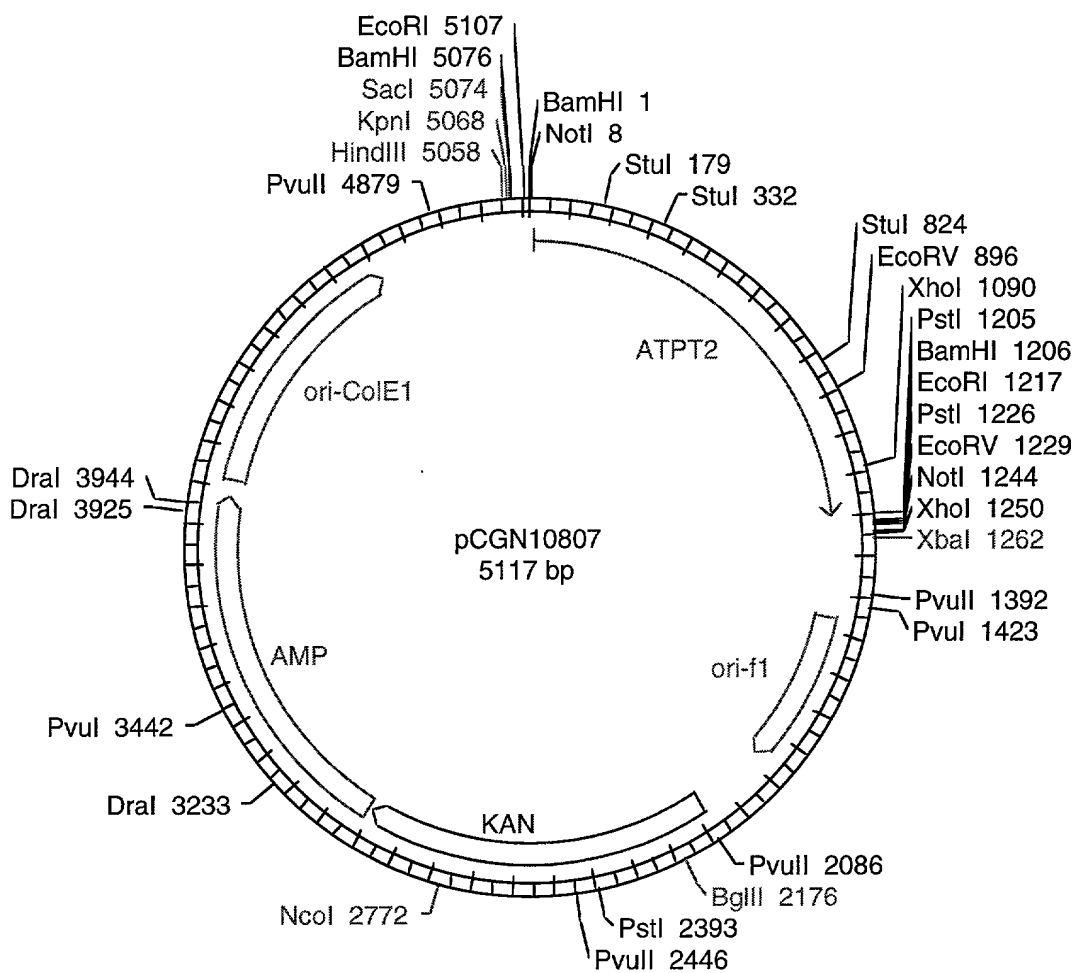 EcoRI 5107
BamHI 5076
SacI 5074
KpnI 5068
HindIII 5058
PvuII 4879
BamHI 1
NotI 8
StuI 179
StuI 332
StuI 824
EcoRV 896
XhoI 1090
PstI 1205
BamHI 1206
EcoRI 1217
PstI 1226
EcoRV 1229
NotI 1244
XhoI 1250
XbaI 1262
PvuII 1392
PvuI 1423
ATPT2
ori-ColE1
DraI 3944
DraI 3925
pCGN10807
5117 bp
AMP
ori-f1
PvuI 3442
DraI 3233
KAN
PvuII 2086
BglII 2176
NcoI 2772
PstI 2393
PvuII 2446